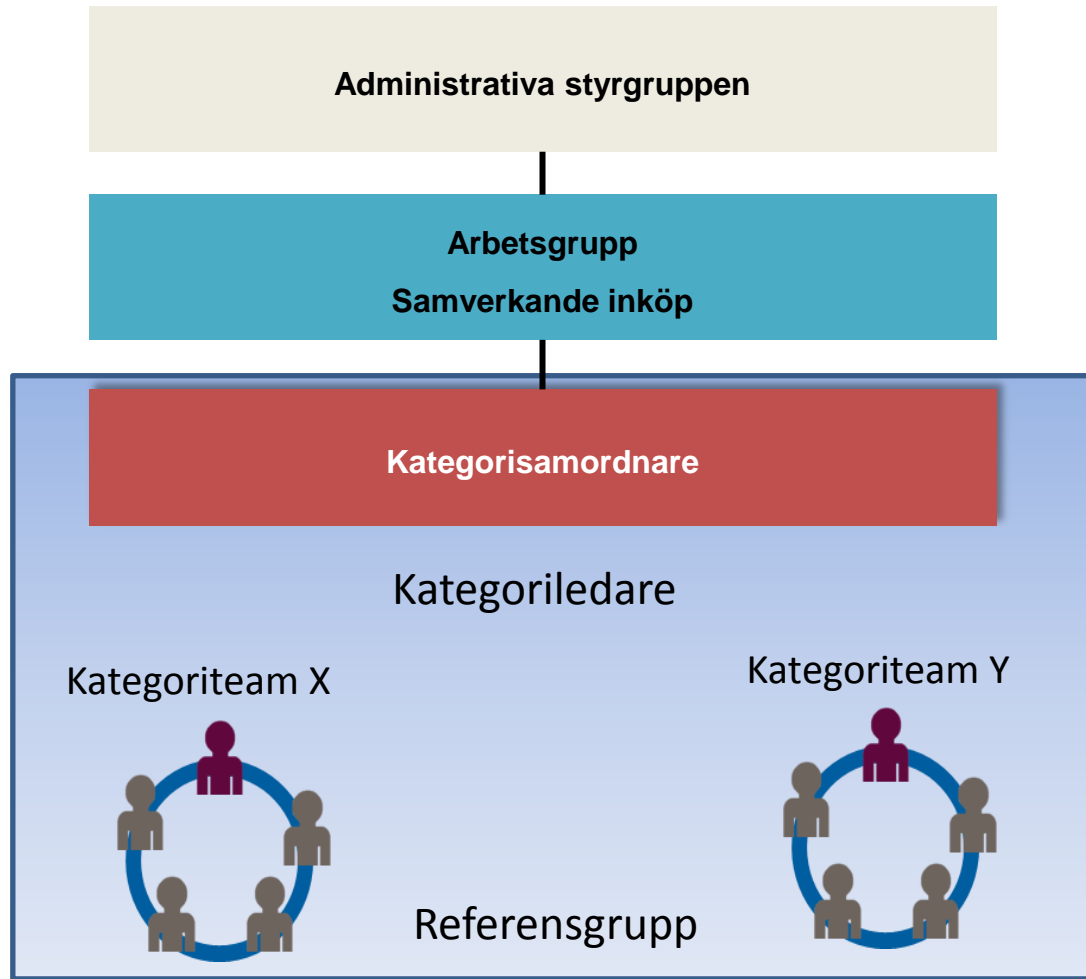 Administrativa styrgruppen
Arbetsgrupp
Samverkande inköp
Kategorisamordnare
Kategoriledare
Kategoriteam X
Kategoriteam Y
Referensgrupp